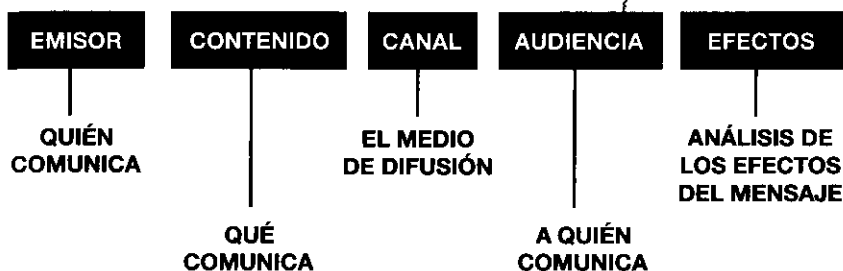 EMISOR
CONTENIDO
CANAL
AUDIENCIA
EFECTOS
QUIÉN
COMUNICA
QUÉ
COMUNICA
EL MEDIO
DE DIFUSIÓN
A QUIÉN
COMUNICA
ANÁLISIS DE
LOS EFECTOS
DEL MENSAJE